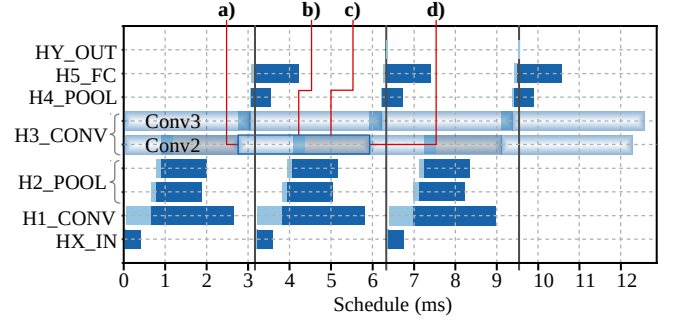 a) b) c) d)
HY_OUT
H5_FC
H4_POOL
Conv3
H3_CONV
Conv2
H2_POOL
H1_CONV
HX_IN
0 1 2 3 4 5 6 7 8 9 10 11 12
Schedule (ms)